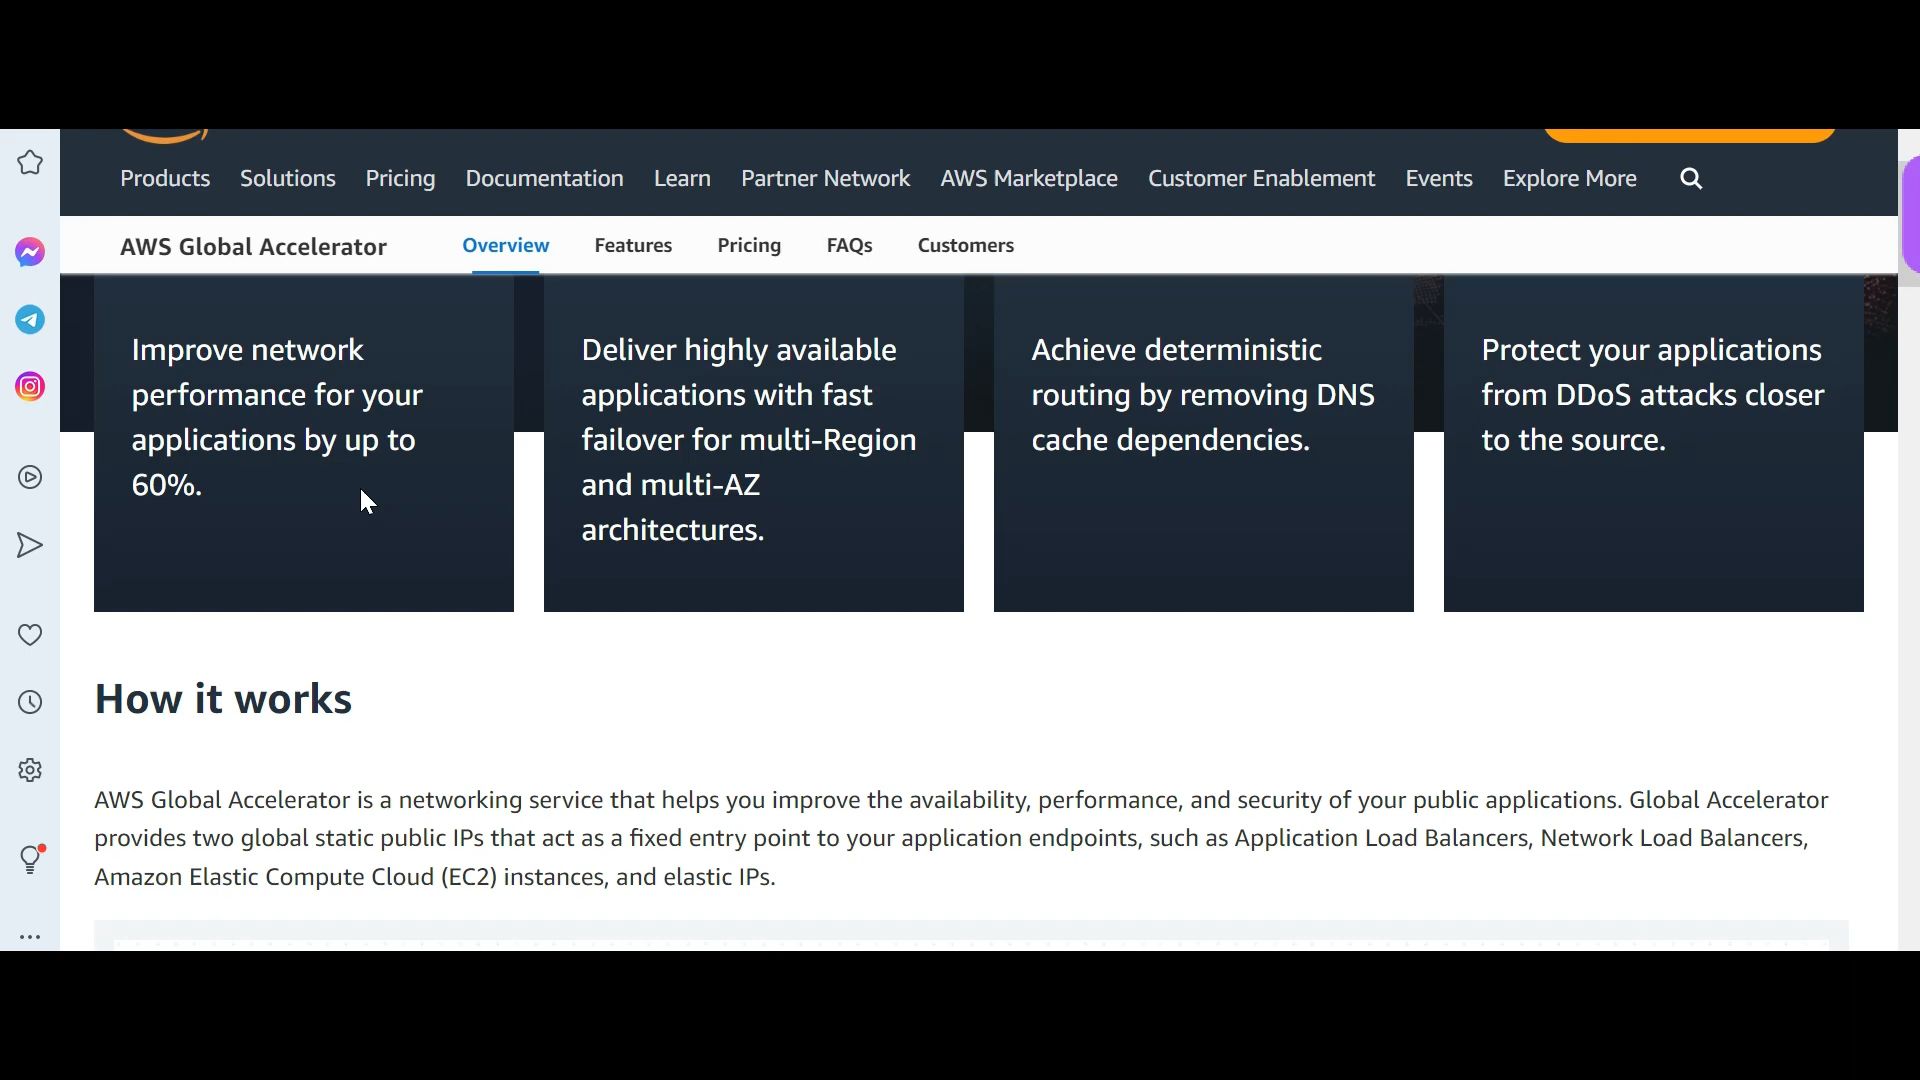 Products Solutions Pricing Documentation Learn Partner Network AWS Marketplace Customer Enablement Events Explore More
AWS Global Accelerator Overview Features Pricing FAQs Customers
Improve network
performance for your
applications by up to
60%.
Deliver highly available
applications with fast
failover for multi-Region
and multi-AZ
architectures.
Achieve deterministic
routing by removing DNS
cache dependencies.
Protect your applications
from DDoS attacks closer
to the source.
How it works
AWS Global Accelerator is a networking service that helps you improve the availability, performance, and security of your public applications. Global Accelerator
provides two global static public IPs that act as a fixed entry point to your application endpoints, such as Application Load Balancers, Network Load Balancers,
Amazon Elastic Compute Cloud (EC2) instances, and elastic IPs.